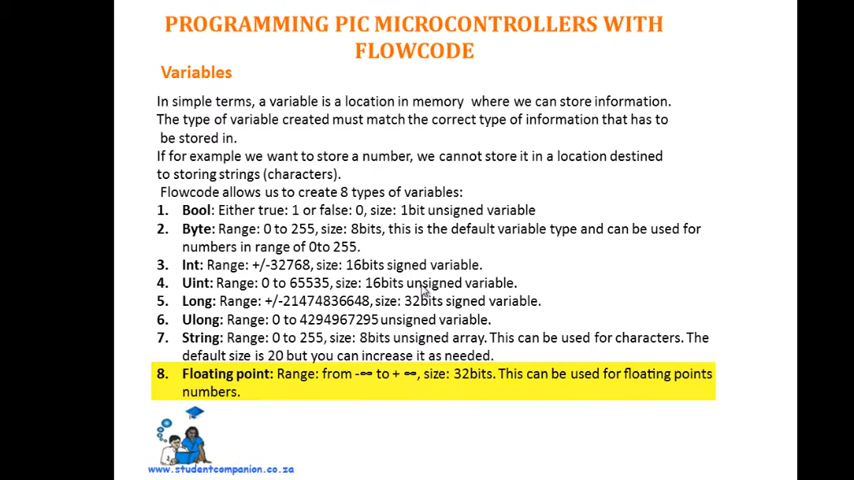 PROGRAMMING PIC MICROCONTROLLERS WITH
FLOWCODE
Variables
In simple terms, a variable is a location in memory where we can store information.
The type of variable created must match the correct type of information that has to
be stored in.
If for example we want to store a number, we cannot store it in a location destined
to storing strings (characters).
Flowcode allows us to create 8 types of variables:
1. Bool: Either true: 1 or false: 0, size: 1bit unsigned variable
2. Byte: Range: 0 to 255, size: 8bits, this is the default variable type and can be used for
numbers in range of 0to 255.
3. Int: Range: +/-32768, size: 16bits signed variable.
4. Uint: Range: 0 to 65535, size: 16bits unsigned variable.
5. Long: Range: +/-21474836648, size: 32bits signed variable.
6. Ulong: Range: 0 to 4294967295 unsigned variable.
7. String: Range: 0 to 255, size: 8bits unsigned array. This can be used for characters. The
default size is 20 but you can increase it as needed.
8. Floating point: Range: from -∞ to + ∞, size: 32bits. This can be used for floating points
numbers.
www.studentcompanion.co.za